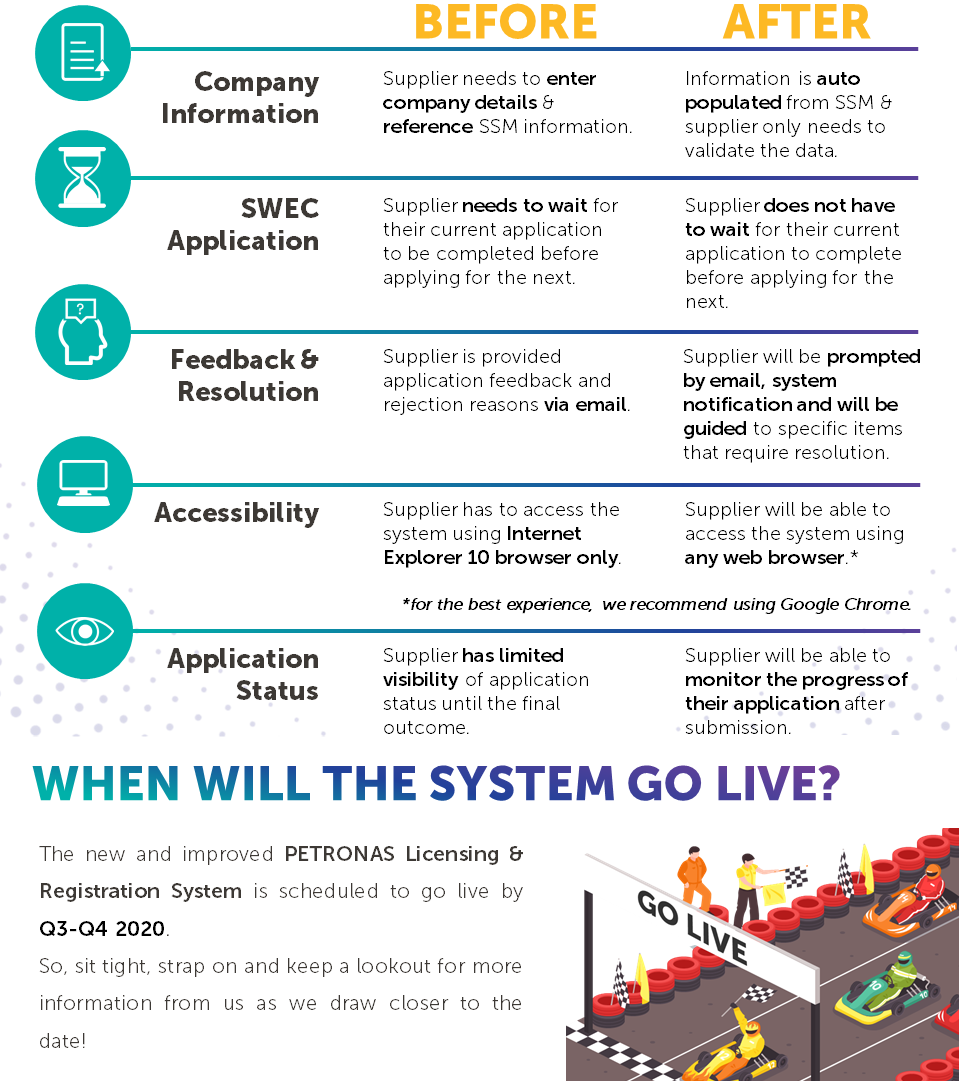 BEFORE
AFTER
Company
Information
Supplier needs to enter
company details &
reference SSM information.
Information is auto
populated from SSM &
supplier only needs to
validate the data.
SWEC
Application
Supplier needs to wait for
their current application
to be completed before
applying for the next.
Supplier does not have
to wait for their current
application to complete
before applying for the
next.
?
Feedback &
Resolution
Supplier is provided
application feedback and
rejection reasons via email.
Supplier will be prompted
by email, system
notification and will be
guided to specific items
that require resolution.
Accessibility
Supplier has to access the
system using Internet
Explorer 10 browser only.
Supplier will be able to
access the system using
any web browser.*
*for the best experience, we recommend using Google Chrome.
Application
Status
Supplier has limited
visibility of application
status until the final
outcome.
Supplier will be able to
monitor the progress of
their application after
submission.
WHEN WILL THE SYSTEM GO LIVE?
The new and improved PETRONAS Licensing &
Registration System is scheduled to go live by
Q3-Q4 2020.
So, sit tight, strap on and keep a lookout for more
information from us as we draw closer to the
date!
GO LIVE
10
10